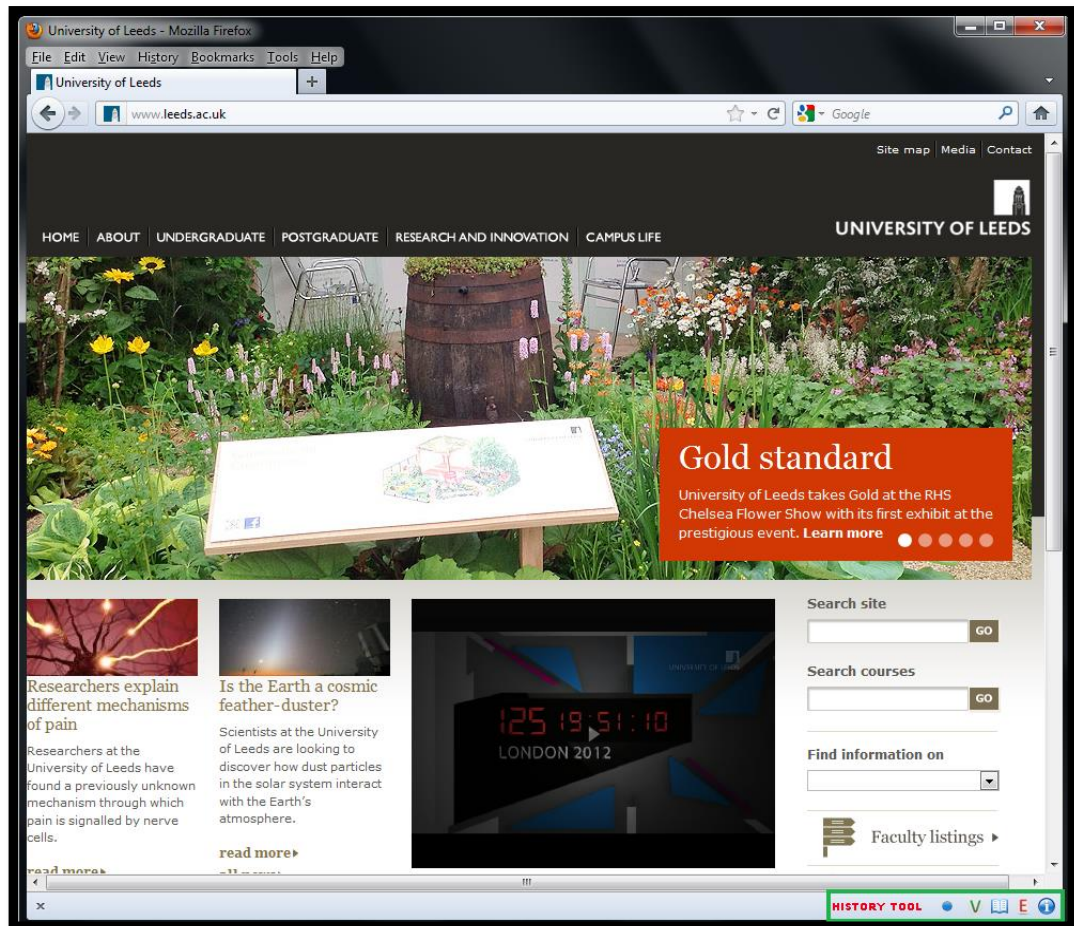 University of Leeds - Mozilla Firefox
File Edit View History Bookmarks Tools Help
University of Leeds +
www.leeds.ac.uk
Google
Site map Media Contact
UNIVERSITY OF LEEDS
HOME ABOUT UNDERGRADUATE POSTGRADUATE RESEARCH AND INNOVATION CAMPUS LIFE
Gold standard
University of Leeds takes Gold at the RHS
Chelsea Flower Show with its first exhibit at the
prestigious event. Learn more
Researchers explain
different mechanisms
of pain
Researchers at the
University of Leeds have
found a previously unknown
mechanism through which
pain is signalled by nerve
cells.
read more
Is the Earth a cosmic
feather-duster?
Scientists at the University
of Leeds are looking to
discover how dust particles
in the solar system interact
with the Earth's
atmosphere.
read more
all news
UNIVERSITY OF LEEDS
125 19:51:10
LONDON 2012
Search site
GO
Search courses
GO
Find information on
Faculty listings
x
HISTORY TOOL V E